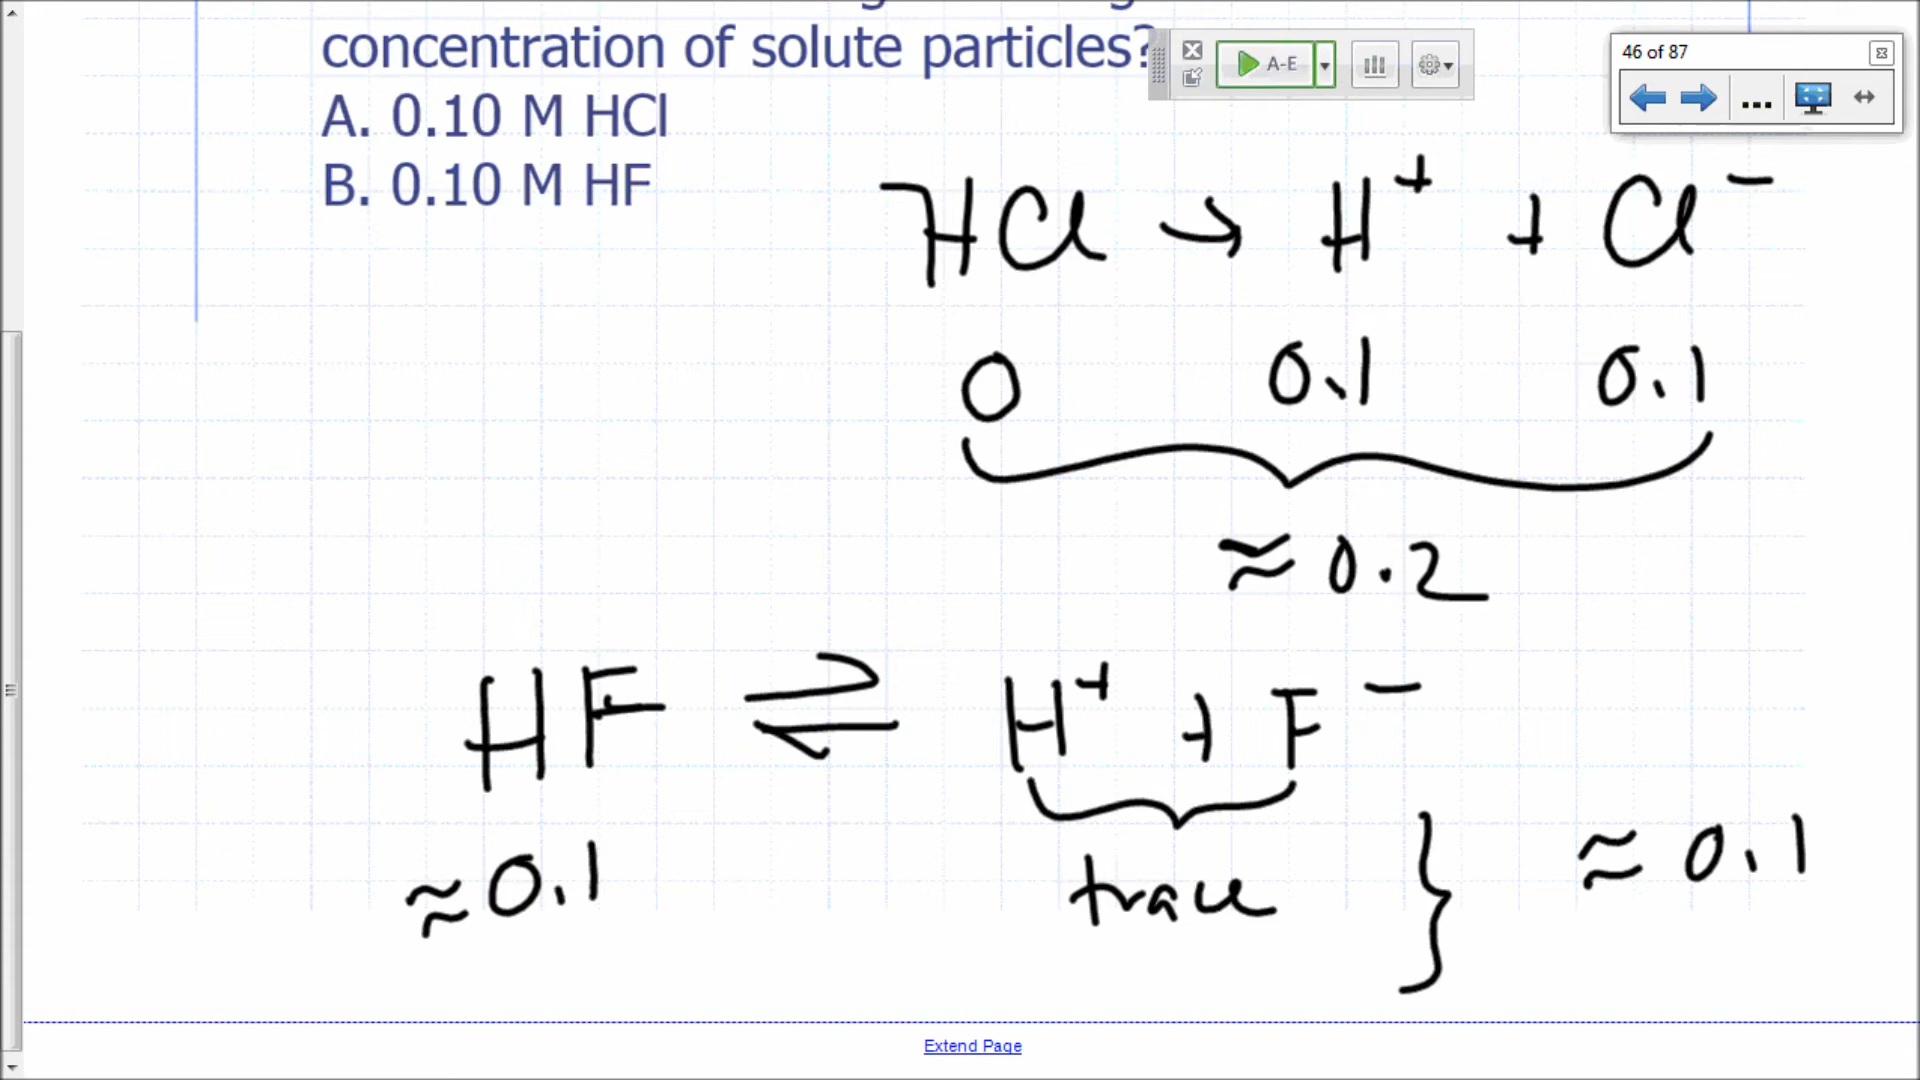 concentration of solute particles?
A. 0.10 M HCl
B. 0.10 M HF
A-E
46 of 87
...
HCl → H⁺ + Cl⁻
0 0.1 0.1
≈ 0.2
HF ⇌ H⁺ + F⁻
≈ 0.1 trace } ≈ 0.1
Extend Page